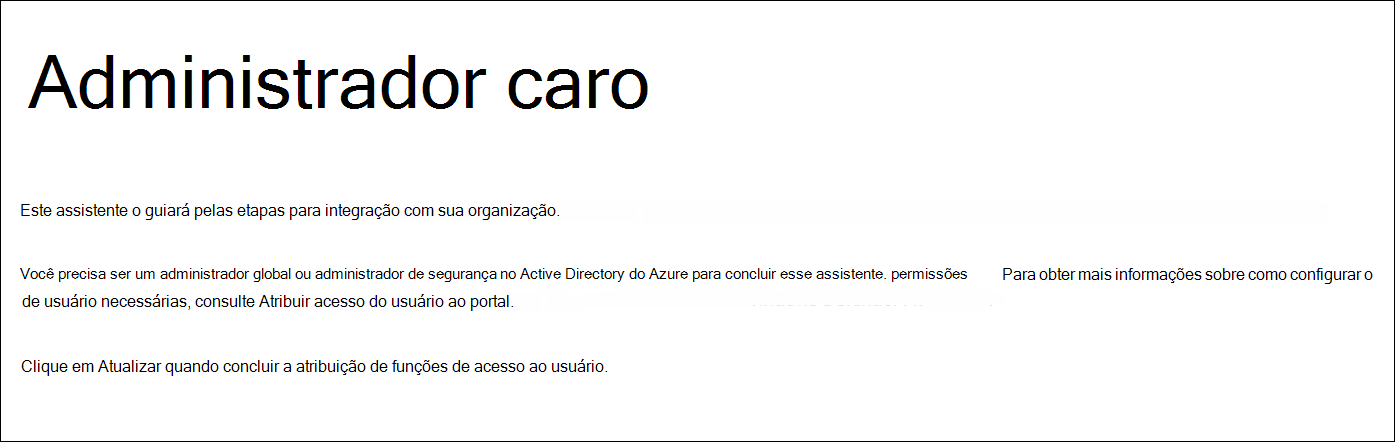 Administrador caro
Este assistente o guiará pelas etapas para integração com sua organização.
Você precisa ser um administrador global ou administrador de segurança no Active Directory do Azure para concluir esse assistente. permissões Para obter mais informações sobre como configurar o
de usuário necessárias, consulte Atribuir acesso do usuário ao portal.
Clique em Atualizar quando concluir a atribuição de funções de acesso ao usuário.